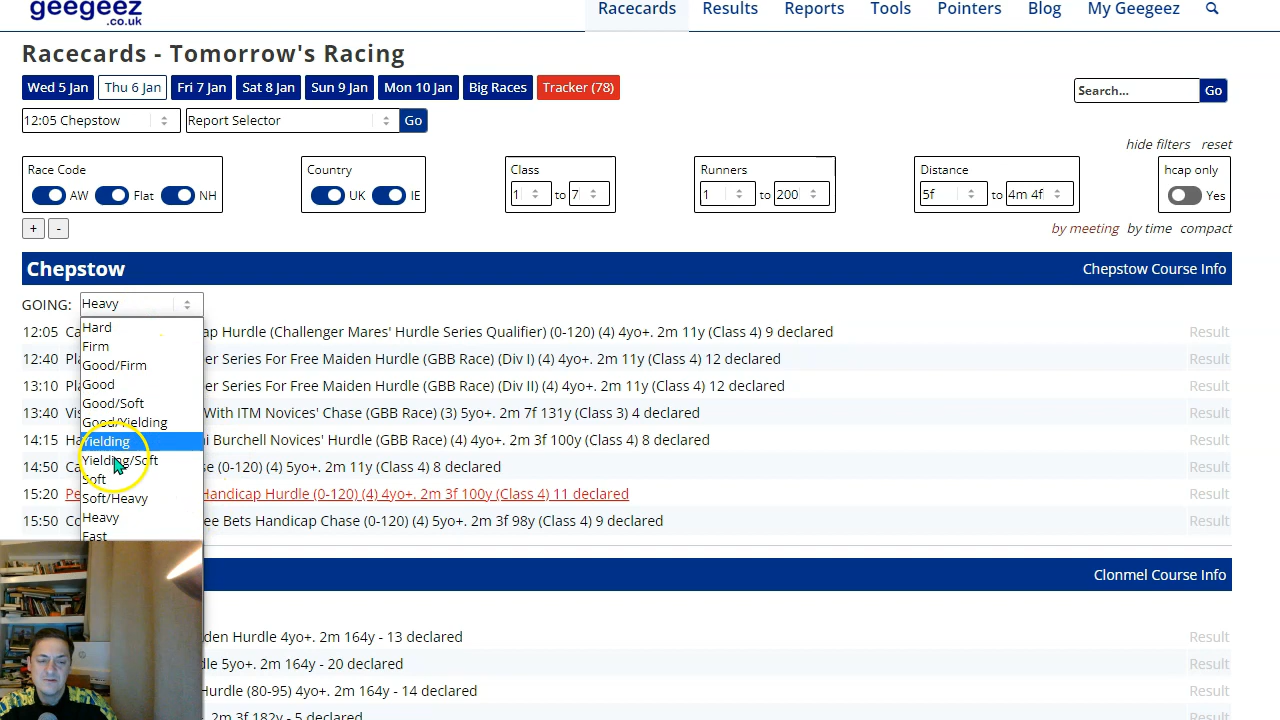 geegeez
.co.uk
Racecards Results Reports Tools Pointers Blog My Geegeez
Racecards - Tomorrow's Racing
Wed 5 Jan Thu 6 Jan Fri 7 Jan Sat 8 Jan Sun 9 Jan Mon 10 Jan Big Races Tracker (78)
Search... Go
12:05 Chepstow Report Selector Go
hide filters reset
Race Code Country Class Runners Distance hcap only
AW Flat NH UK IE 1 to 7 1 to 200 5f to 4m 4f Yes
+ - by meeting by time compact
Chepstow Chepstow Course Info
GOING: Heavy
Hard
Firm
Good/Firm
Good
Good/Soft
Good/Yielding
Yielding
Yielding/Soft
Soft
Soft/Heavy
Heavy
Fast
12:05 ap Hurdle (Challenger Mares' Hurdle Series Qualifier) (0-120) (4) 4yo+. 2m 11y (Class 4) 9 declared Result
12:40 er Series For Free Maiden Hurdle (GBB Race) (Div I) (4) 4yo+. 2m 11y (Class 4) 12 declared Result
13:10 er Series For Free Maiden Hurdle (GBB Race) (Div II) (4) 4yo+. 2m 11y (Class 4) 12 declared Result
13:40 With ITM Novices' Chase (GBB Race) (3) 5yo+. 2m 7f 131y (Class 3) 4 declared Result
14:15 ai Burchell Novices' Hurdle (GBB Race) (4) 4yo+. 2m 3f 100y (Class 4) 8 declared Result
14:50 se (0-120) (4) 5yo+. 2m 11y (Class 4) 8 declared Result
15:20 Handicap Hurdle (0-120) (4) 4yo+. 2m 3f 100y (Class 4) 11 declared Result
15:50 ee Bets Handicap Chase (0-120) (4) 5yo+. 2m 3f 98y (Class 4) 9 declared Result
Clonmel Course Info
den Hurdle 4yo+. 2m 164y - 13 declared Result
dle 5yo+. 2m 164y - 20 declared Result
Hurdle (80-95) 4yo+. 2m 164y - 14 declared Result
. 2m 3f 182y - 5 declared Result